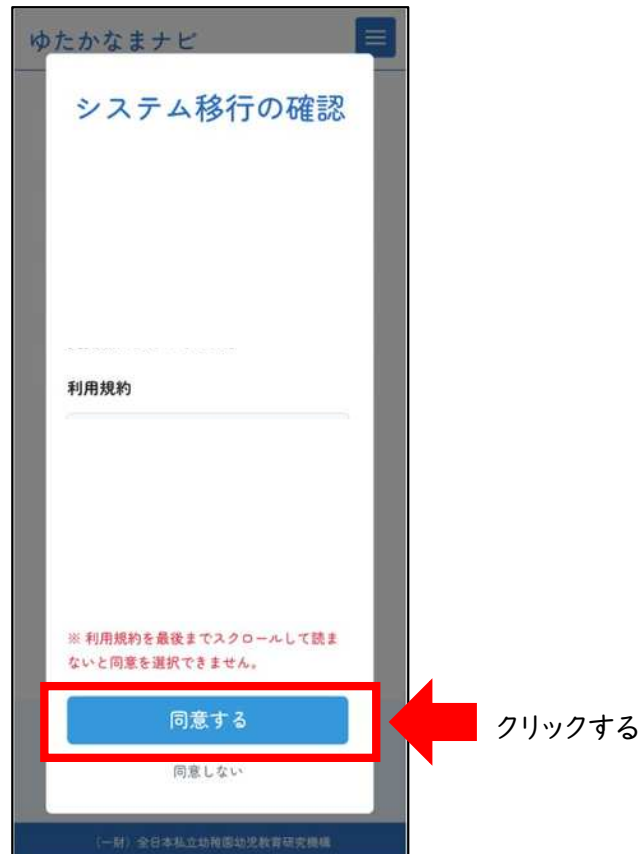 ゆたかなまナビ
システム移行の確認
利用規約
※ 利用規約を最後までスクロールして読ま
ないと同意を選択できません。
同意する
クリックする
同意しない
(一財) 全日本私立幼稚園幼児教育研究機構